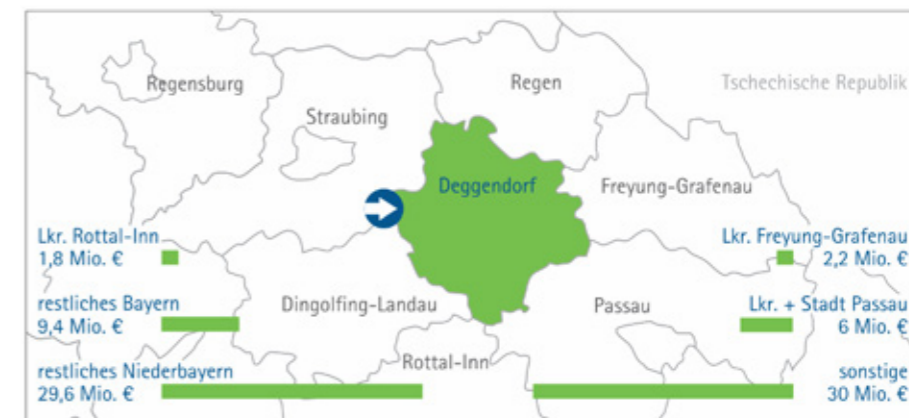 Regensburg
Regen
Tschechische Republik
Straubing
Deggendorf
Freyung-Grafenau
Lkr. Rottal-Inn
1,8 Mio. €
Lkr. Freyung-Grafenau
2,2 Mio. €
restliches Bayern
9,4 Mio. €
Dingolfing-Landau
Passau
Lkr. + Stadt Passau
6 Mio. €
Rottal-Inn
restliches Niederbayern
29,6 Mio. €
sonstige
30 Mio. €